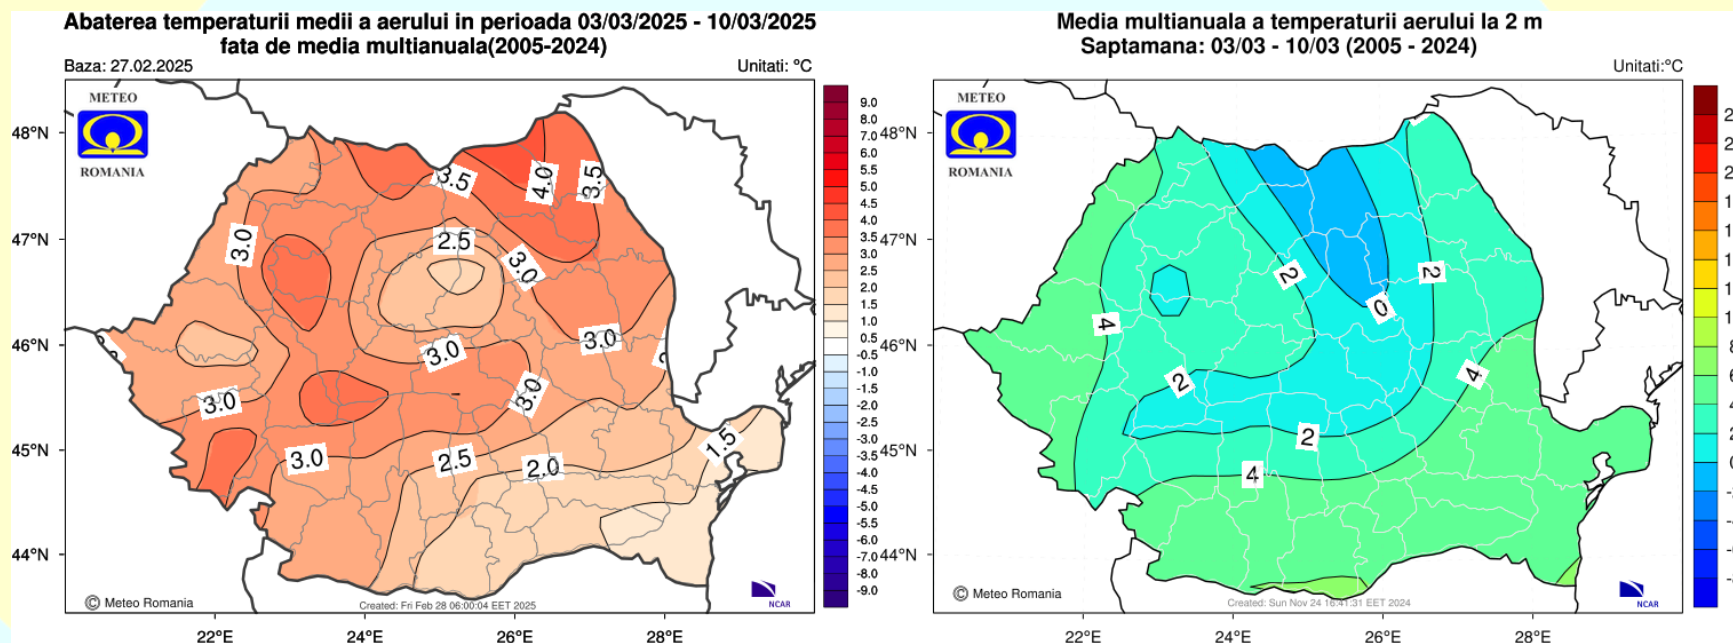 Abaterea temperaturii medii a aerului in perioada 03/03/2025 - 10/03/2025
fata de media multianuala(2005-2024)
Baza: 27.02.2025
Unitati: °C
METEO
ROMANIA
48°N
47°N
46°N
45°N
44°N
3.5
4.0
3.5
3.0
2.5
3.0
3.0
3.0
3.0
3.0
3.0
2.5
2.0
1.5
9.0
8.0
7.0
6.0
5.5
5.0
4.5
4.0
3.5
3.0
2.5
2.0
1.5
1.0
0.5
-0.5
-1.0
-1.5
-2.0
-2.5
-3.0
-3.5
-4.0
-4.5
-5.0
-5.5
-6.0
-7.0
-8.0
-9.0
© Meteo Romania
Created: Fri Feb 28 06:00:04 EET 2025
NCAR
22°E
24°E
26°E
28°E
Media multianuala a temperaturii aerului la 2 m
Saptamana: 03/03 - 10/03 (2005 - 2024)
Unitati:°C
METEO
ROMANIA
48°N
47°N
46°N
45°N
44°N
2
2
0
4
4
2
2
4
© Meteo Romania
Created: Sun Nov 24 16:41:31 EET 2024
NCAR
22°E
24°E
26°E
28°E